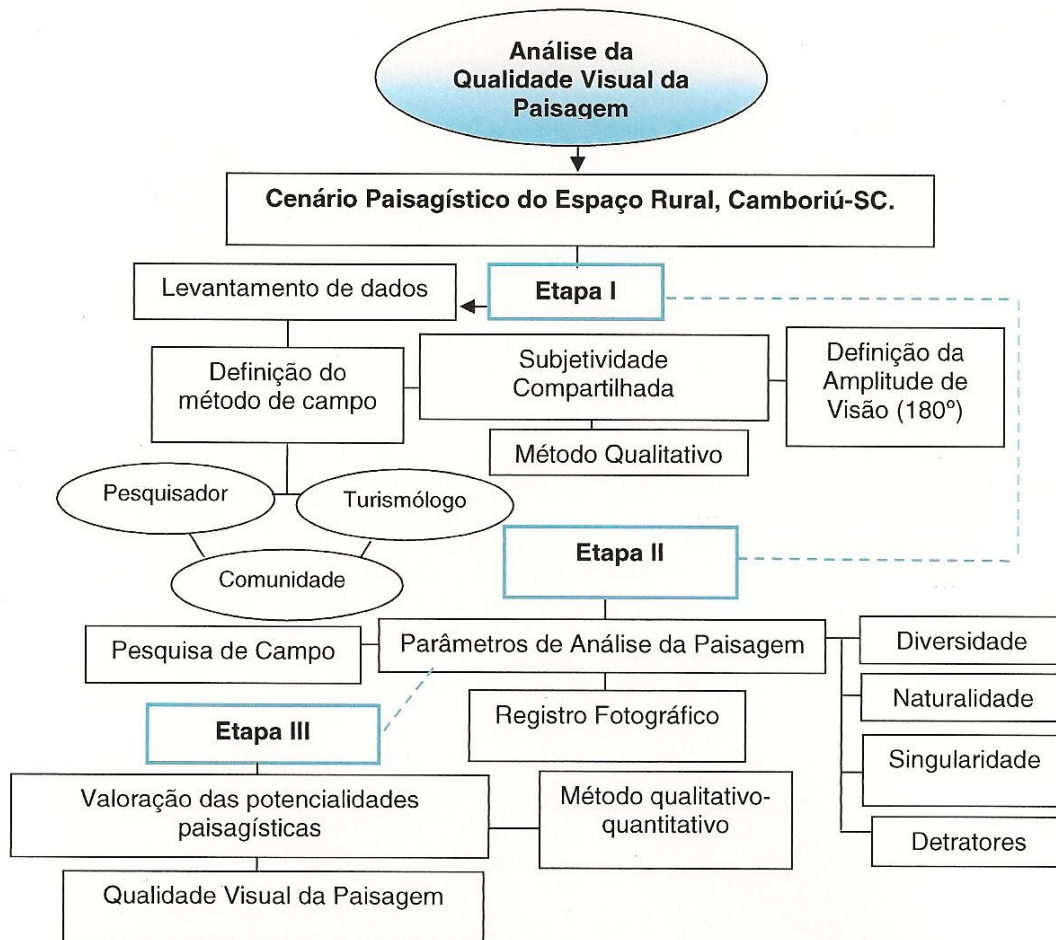 Análise da
Qualidade Visual da
Paisagem
Cenário Paisagístico do Espaço Rural, Camboriú-SC.
Levantamento de dados
Etapa I
Definição do
método de campo
Subjetividade
Compartilhada
Definição da
Amplitude de
Visão (180º)
Método Qualitativo
Pesquisador
Turismólogo
Comunidade
Etapa II
Pesquisa de Campo
Parâmetros de Análise da Paisagem
Diversidade
Naturalidade
Singularidade
Detratores
Registro Fotográfico
Etapa III
Valoração das potencialidades
paisagísticas
Método qualitativo-
quantitativo
Qualidade Visual da Paisagem